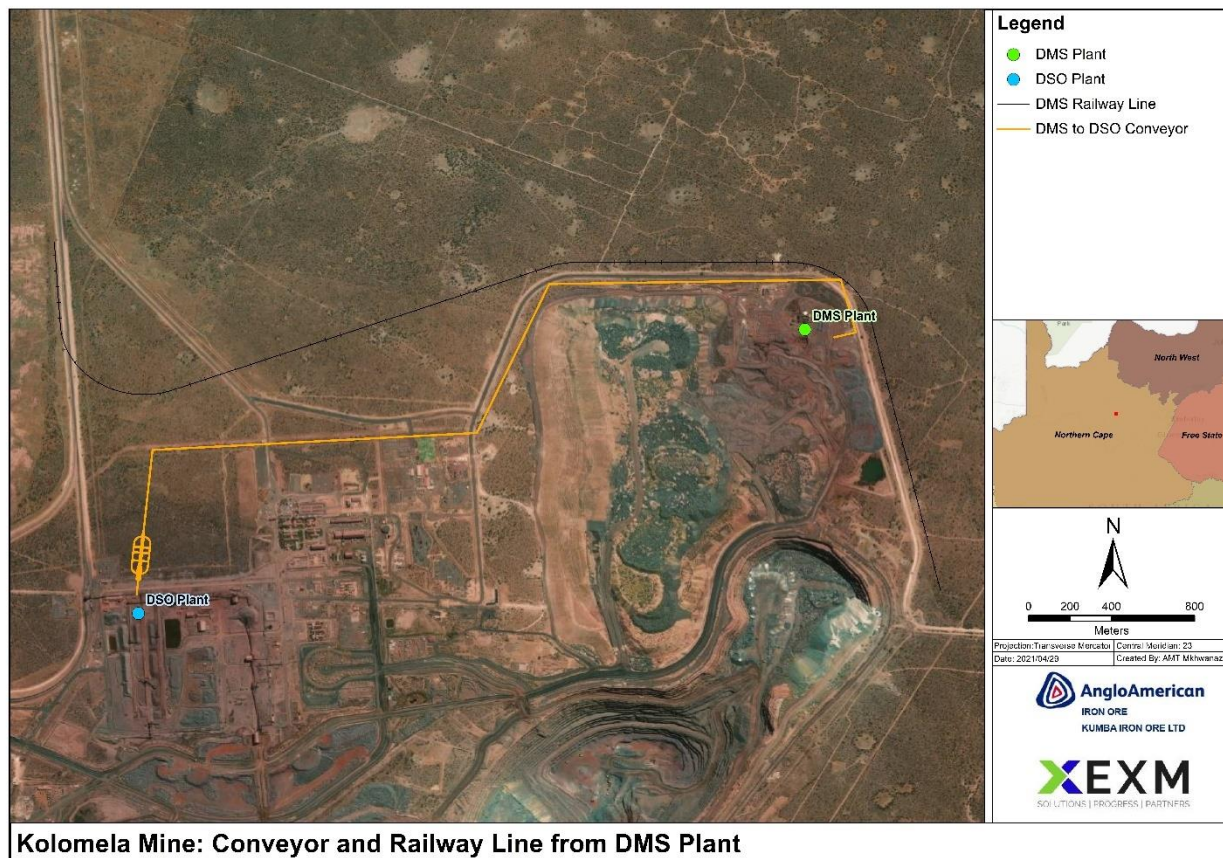 Legend
DMS Plant
DSO Plant
DMS Railway Line
DMS to DSO Conveyor
DMS Plant
DSO Plant
North West
Northern Cape
Free State
N
0 200 400 800
Meters
Projection:Transverse Mercator Central Meridian: 23
Date: 2021/04/29 Created By: AMT Mkhwanaz
AngloAmerican
IRON ORE
KUMBA IRON ORE LTD
EXM
SOLUTIONS | PROGRESS | PARTNERS
Kolomela Mine: Conveyor and Railway Line from DMS Plant